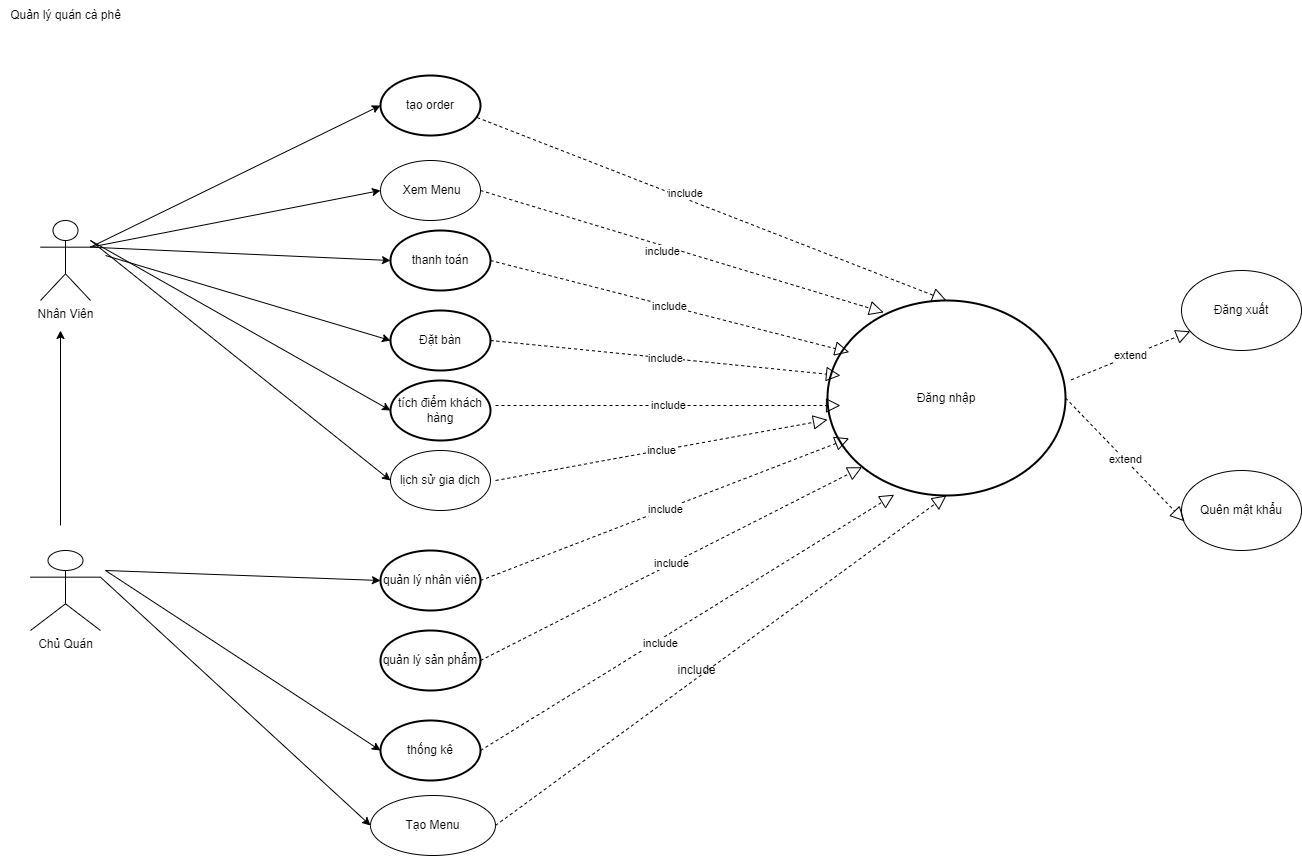 Quản lý quán cà phê
tạo order
include
Xem Menu
include
thanh toán
include
Nhân Viên
Đặt bàn
include
tích điểm khách
hàng
include
lịch sử gia dịch
inclue
Đăng nhập
Đăng xuất
extend
extend
Quên mật khẩu
quản lý nhân viên
include
Chủ Quán
quản lý sản phẩm
include
thống kê
include
Tạo Menu
include